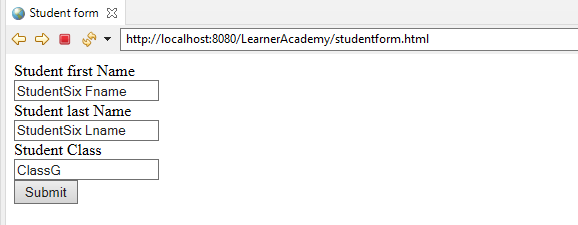 Student form
http://localhost:8080/LearnerAcademy/studentform.html
Student first Name
StudentSix Fname
Student last Name
StudentSix Lname
Student Class
ClassG
Submit